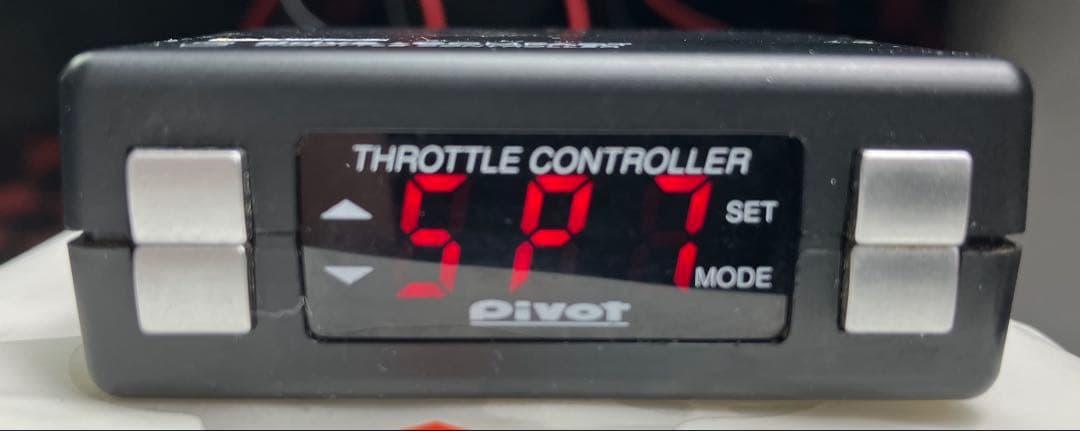 THROTTLE CONTROLLER
SP7
SET
MODE
Pivot